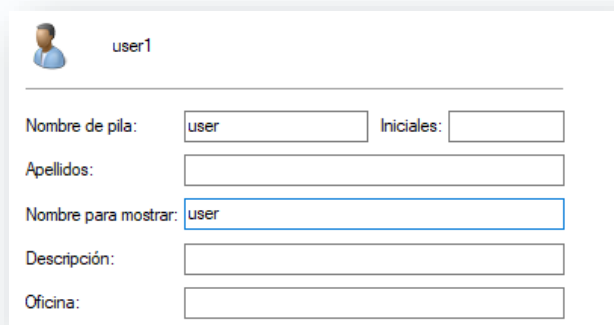 user1
Nombre de pila: user Iniciales:
Apellidos:
Nombre para mostrar: user
Descripción:
Oficina: